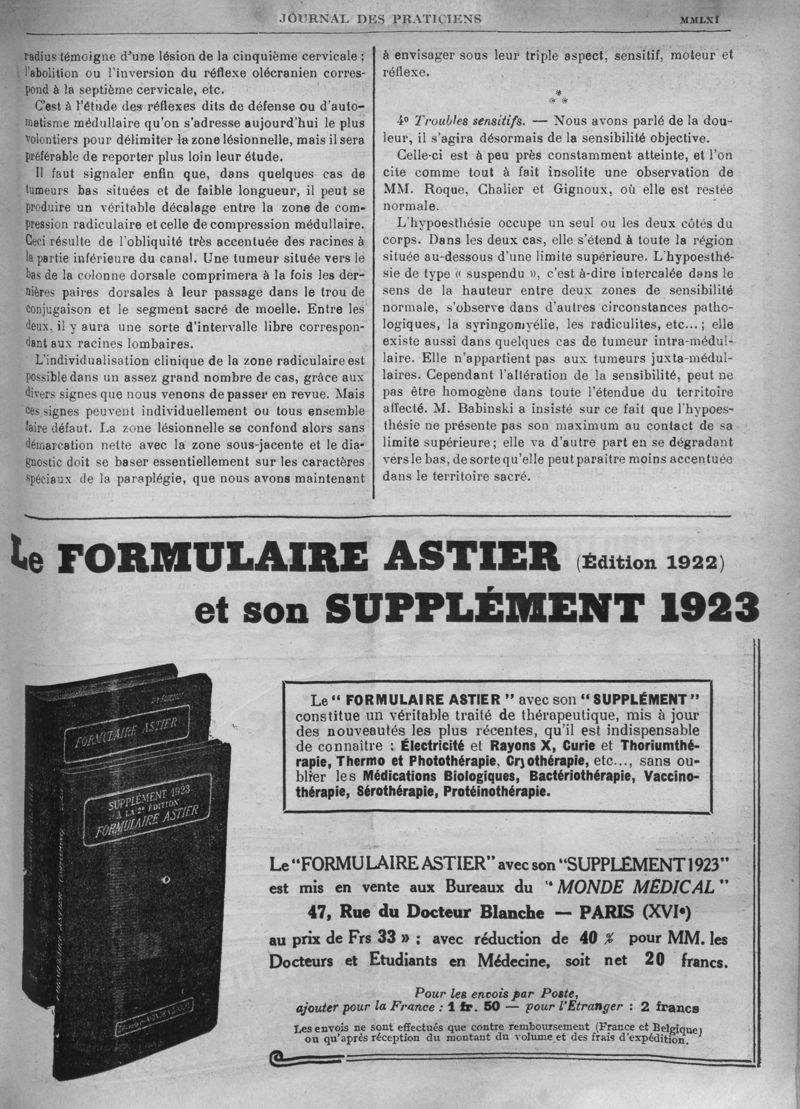 JOURNAL DES PRATICIENS
MMLXI
radius témoigne d'une lésion de la cinquième cervicale ;
l'abolition ou l'inversion du réflexe olécranien corres-
pond à la septième cervicale, etc.
C'est à l'étude des réflexes dits de défense ou d'auto-
matisme médullaire qu'on s'adresse aujourd'hui le plus
volontiers pour délimiter la zone lésionnelle, mais il sera
préférable de reporter plus loin leur étude.
Il faut signaler enfin que, dans quelques cas de
tumeurs bas situées et de faible longueur, il peut se
produire un véritable décalage entre la zone de com-
pression radiculaire et celle de compression médullaire.
Ceci résulte de l'obliquité très accentuée des racines à
la partie inférieure du canal. Une tumeur située vers le
bas de la colonne dorsale comprimera à la fois les der-
nières paires dorsales à leur passage dans le trou de
conjugaison et le segment sacré de moelle. Entre les
deux, il y aura une sorte d'intervalle libre correspon-
dant aux racines lombaires.
L'individualisation clinique de la zone radiculaire est
possible dans un assez grand nombre de cas, grâce aux
divers signes que nous venons de passer en revue. Mais
ces signes peuvent individuellement ou tous ensemble
faire défaut. La zone lésionnelle se confond alors sans
démarcation nette avec la zone sous-jacente et le dia-
gnostic doit se baser essentiellement sur les caractères
spéciaux de la paraplégie, que nous avons maintenant
à envisager sous leur triple aspect, sensitif, moteur et
réflexe.
*
* *
4° Troubles sensitifs. — Nous avons parlé de la dou-
leur, il s'agira désormais de la sensibilité objective.
Celle-ci est à peu près constamment atteinte, et l'on
cite comme tout à fait insolite une observation de
MM. Roque, Chalier et Gignoux, où elle est restée
normale.
L'hypoesthésie occupe un seul ou les deux côtés du
corps. Dans les deux cas, elle s'étend à toute la région
située au-dessous d'une limite supérieure. L'hypoesthé-
sie de type « suspendu », c'est à-dire intercalée dans le
sens de la hauteur entre deux zones de sensibilité
normale, s'observe dans d'autres circonstances patho-
logiques, la syringomyélie, les radiculites, etc... ; elle
existe aussi dans quelques cas de tumeur intra-médul-
laire. Elle n'appartient pas aux tumeurs juxta-médul-
laires. Cependant l'altération de la sensibilité, peut ne
pas être homogène dans toute l'étendue du territoire
affecté. M. Babinski a insisté sur ce fait que l'hypoes-
thésie ne présente pas son maximum au contact de sa
limite supérieure ; elle va d'autre part en se dégradant
vers le bas, de sorte qu'elle peut paraître moins accentuée
dans le territoire sacré.
Le FORMULAIRE ASTIER (Édition 1922)
et son SUPPLÉMENT 1923
FORMULAIRE ASTIER
SUPPLÉMENT 1923
A LA 2e ÉDITION
FORMULAIRE ASTIER
Le " FORMULAIRE ASTIER " avec son " SUPPLÉMENT "
constitue un véritable traité de thérapeutique, mis à jour
des nouveautés les plus récentes, qu'il est indispensable
de connaître : Électricité et Rayons X, Curie et Thoriumthé-
rapie, Thermo et Photothérapie, Cryothérapie, etc..., sans ou-
blier les Médications Biologiques, Bactériothérapie, Vaccino-
thérapie, Sérothérapie, Protéinothérapie.
Le "FORMULAIRE ASTIER" avec son "SUPPLÉMENT 1923"
est mis en vente aux Bureaux du "MONDE MÉDICAL"
47, Rue du Docteur Blanche — PARIS (XVIe)
au prix de Frs 33 » ; avec réduction de 40 % pour MM. les
Docteurs et Etudiants en Médecine, soit net 20 francs.
Pour les envois par Poste,
ajouter pour la France : 1 fr. 50 — pour l'Etranger : 2 francs
Les envois ne sont effectués que contre remboursement (France et Belgique)
ou qu'après réception du montant du volume et des frais d'expédition.